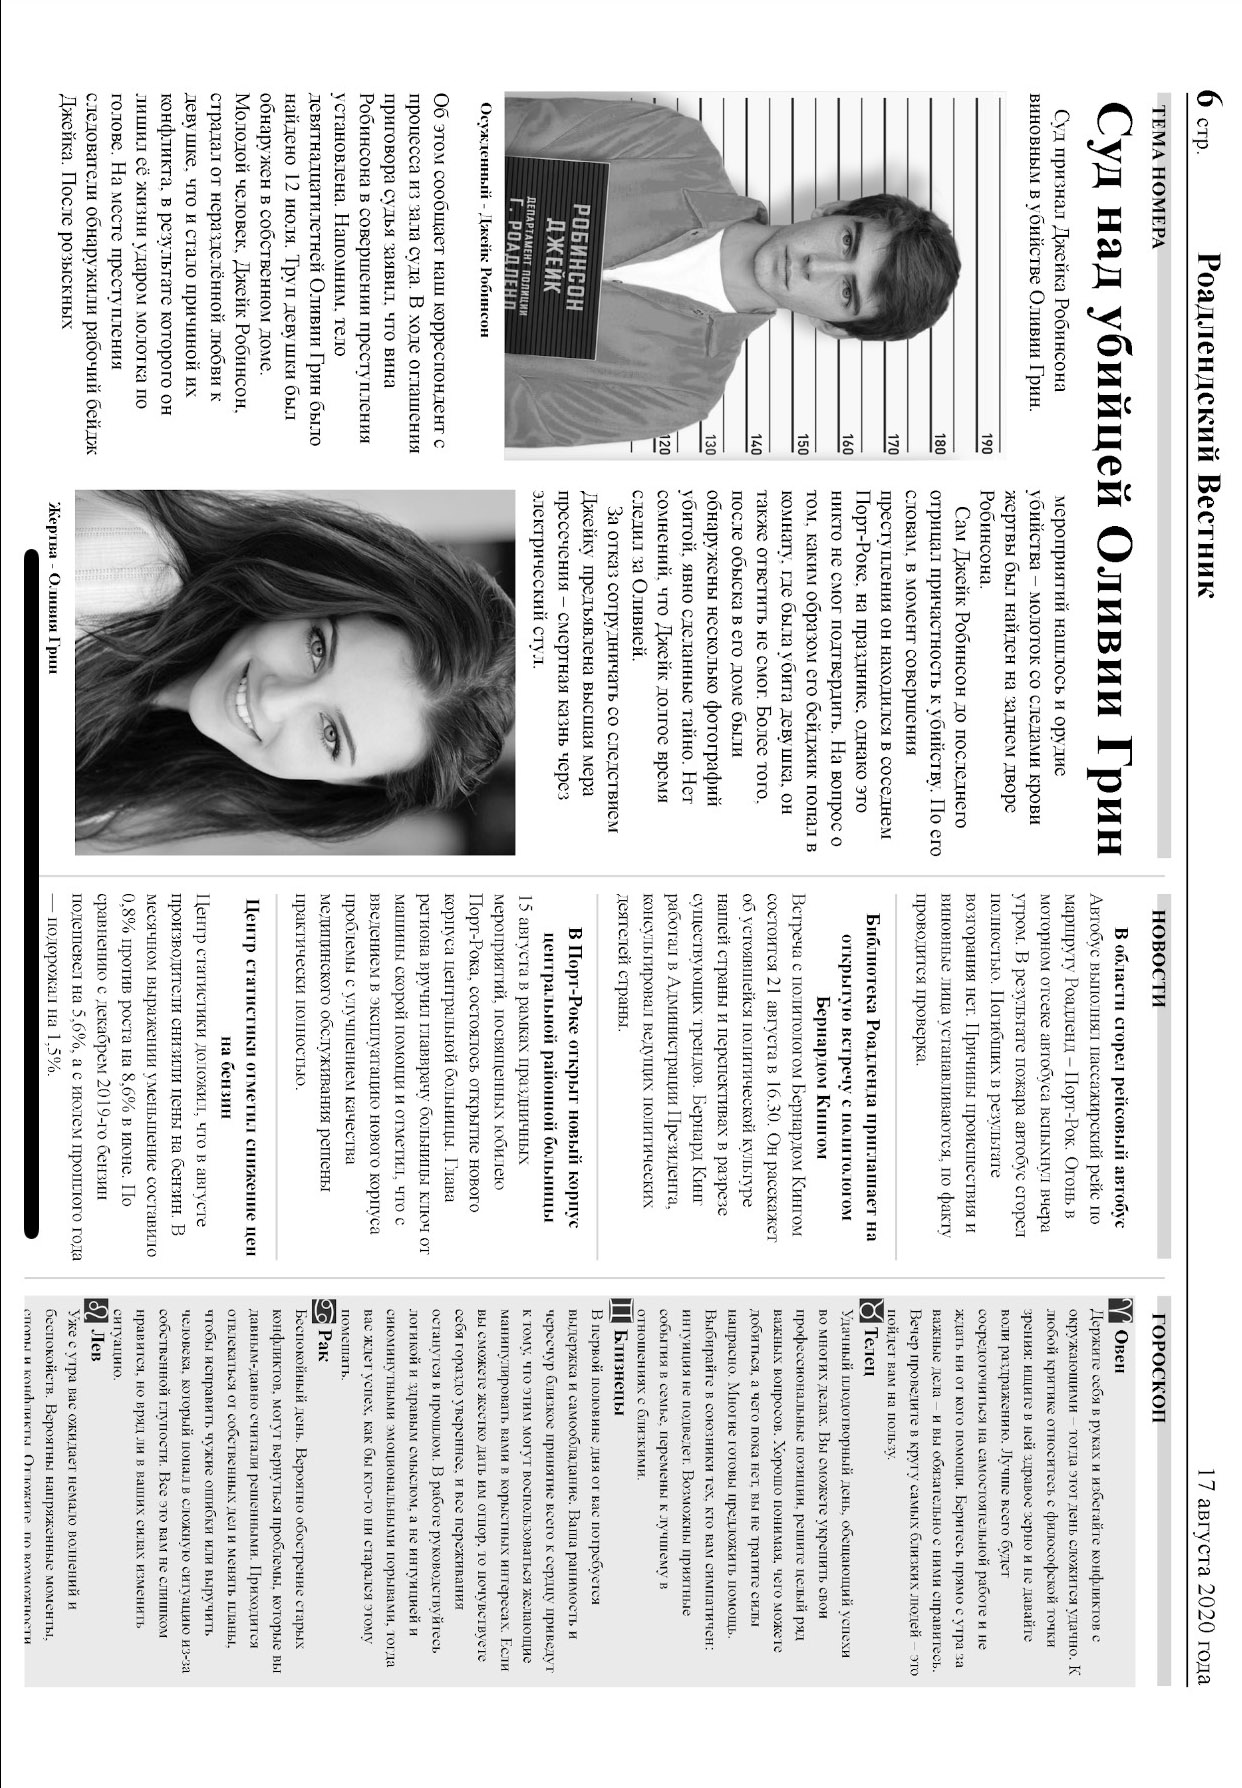 6 стр.
Роадлендский Вестник
17 августа 2020 года
ТЕМА НОМЕРА
Суд над убийцей Оливии Грин
Суд признал Джейка Робинсона
виновным в убийстве Оливии Грин.
190
180
170
160
150
140
130
120
РОБИНСОН
ДЖЕЙК
ДЕПАРТАМЕНТ ПОЛИЦИИ
Г. РОАДЛЕНД
Осужденный - Джейк Робинсон
Об этом сообщает наш корреспондент с
процесса из зала суда. В ходе оглашения
приговора судья заявил, что вина
Робинсона в совершении преступления
установлена. Напомним, тело
девятнадцатилетней Оливии Грин было
найдено 12 июля. Труп девушки был
обнаружен в собственном доме.
Молодой человек, Джейк Робинсон,
страдал от неразделённой любви к
девушке, что и стало причиной их
конфликта, в результате которого он
лишил её жизни ударом молотка по
голове. На месте преступления
следователи обнаружили рабочий бейдж
Джейка. После розыскных
мероприятий нашлось и орудие
убийства – молоток со следами крови
жертвы был найден на заднем дворе
Робинсона.
Сам Джейк Робинсон до последнего
отрицал причастность к убийству. По его
словам, в момент совершения
преступления он находился в соседнем
Порт-Роке, на празднике, однако это
никто не смог подтвердить. На вопрос о
том, каким образом его бейджик попал в
комнату, где была убита девушка, он
также ответить не смог. Более того,
после обыска в его доме были
обнаружены несколько фотографий
убитой, явно сделанные тайно. Нет
сомнений, что Джейк долгое время
следил за Оливией.
За отказ сотрудничать со следствием
Джейку предъявлена высшая мера
пресечения – смертная казнь через
электрический стул.
Жертва - Оливия Грин
НОВОСТИ
В области сгорел рейсовый автобус
Автобус выполнял пассажирский рейс по
маршруту Роадленд – Порт-Рок. Огонь в
моторном отсеке автобуса вспыхнул вчера
утром. В результате пожара автобус сгорел
полностью. Погибших в результате
возгорания нет. Причины происшествия и
виновные лица устанавливаются, по факту
проводится проверка.
Библиотека Роадленда приглашает на
открытую встречу с политологом
Бернардом Кингом
Встреча с политологом Бернардом Кингом
состоится 21 августа в 16.30. Он расскажет
об устоявшейся политической культуре
нашей страны и перспективах в разрезе
существующих трендов. Бернард Кинг
работал в Администрации Президента,
консультировал ведущих политических
деятелей страны.
В Порт-Роке открыт новый корпус
центральной районной больницы
15 августа в рамках праздничных
мероприятий, посвященных юбилею
Порт-Рока, состоялось открытие нового
корпуса центральной больницы. Глава
региона вручил главврачу больницы ключ от
машины скорой помощи и отметил, что с
введением в эксплуатацию нового корпуса
проблемы с улучшением качества
медицинского обслуживания решены
практически полностью.
Центр статистики отметил снижение цен
на бензин
Центр статистики доложил, что в августе
производители снизили цены на бензин. В
месячном выражении уменьшение составило
0,8% против роста на 8,6% в июне. По
сравнению с декабрем 2019-го бензин
подешевел на 5,6%, а с июлем прошлого года
— подорожал на 1,5%.
ГОРОСКОП
Овен
Держите себя в руках и избегайте конфликтов с
окружающими – тогда этот день сложится удачно. К
любой критике относитесь с философской точки
зрения: ищите в ней здравое зерно и не давайте
воли раздражению. Лучше всего будет
сосредоточиться на самостоятельной работе и не
ждать ни от кого помощи. Беритесь прямо с утра за
важные дела – и вы обязательно с ними справитесь.
Вечер проведите в кругу самых близких людей – это
пойдет вам на пользу.
Телец
Удачный плодотворный день, обещающий успехи
во многих делах. Вы сможете укрепить свои
профессиональные позиции, решите целый ряд
важных вопросов. Хорошо понимая, чего можете
добиться, а чего пока нет, вы не тратите силы
напрасно. Многие готовы предложить помощь.
Выбирайте в союзники тех, кто вам симпатичен:
интуиция не подведет. Возможны приятные
события в семье, перемены к лучшему в
отношениях с близкими.
Близнецы
В первой половине дня от вас потребуется
выдержка и самообладание. Ваша ранимость и
чересчур близкое принятие всего к сердцу приведут
к тому, что этим могут воспользоваться желающие
манипулировать вами в корыстных интересах. Если
вы сможете жестко дать им отпор, то почувствуете
себя гораздо увереннее, и все переживания
останутся в прошлом. В работе руководствуйтесь
логикой и здравым смыслом, а не интуицией и
сиюминутными эмоциональными порывами, тогда
вас ждет успех, как бы кто-то ни старался этому
помешать.
Рак
Беспокойный день. Вероятно обострение старых
конфликтов, могут вернуться проблемы, которые вы
давным-давно считали решенными. Приходится
отвлекаться от собственных дел и менять планы,
чтобы исправить чужие ошибки или выручить
человека, который попал в сложную ситуацию из-за
собственной глупости. Все это вам не слишком
нравится, но вряд ли в ваших силах изменить
ситуацию.
Лев
Уже с утра вас ожидает немало волнений и
беспокойств. Вероятны напряженные моменты,
споры и конфликты. Отложите, по возможности